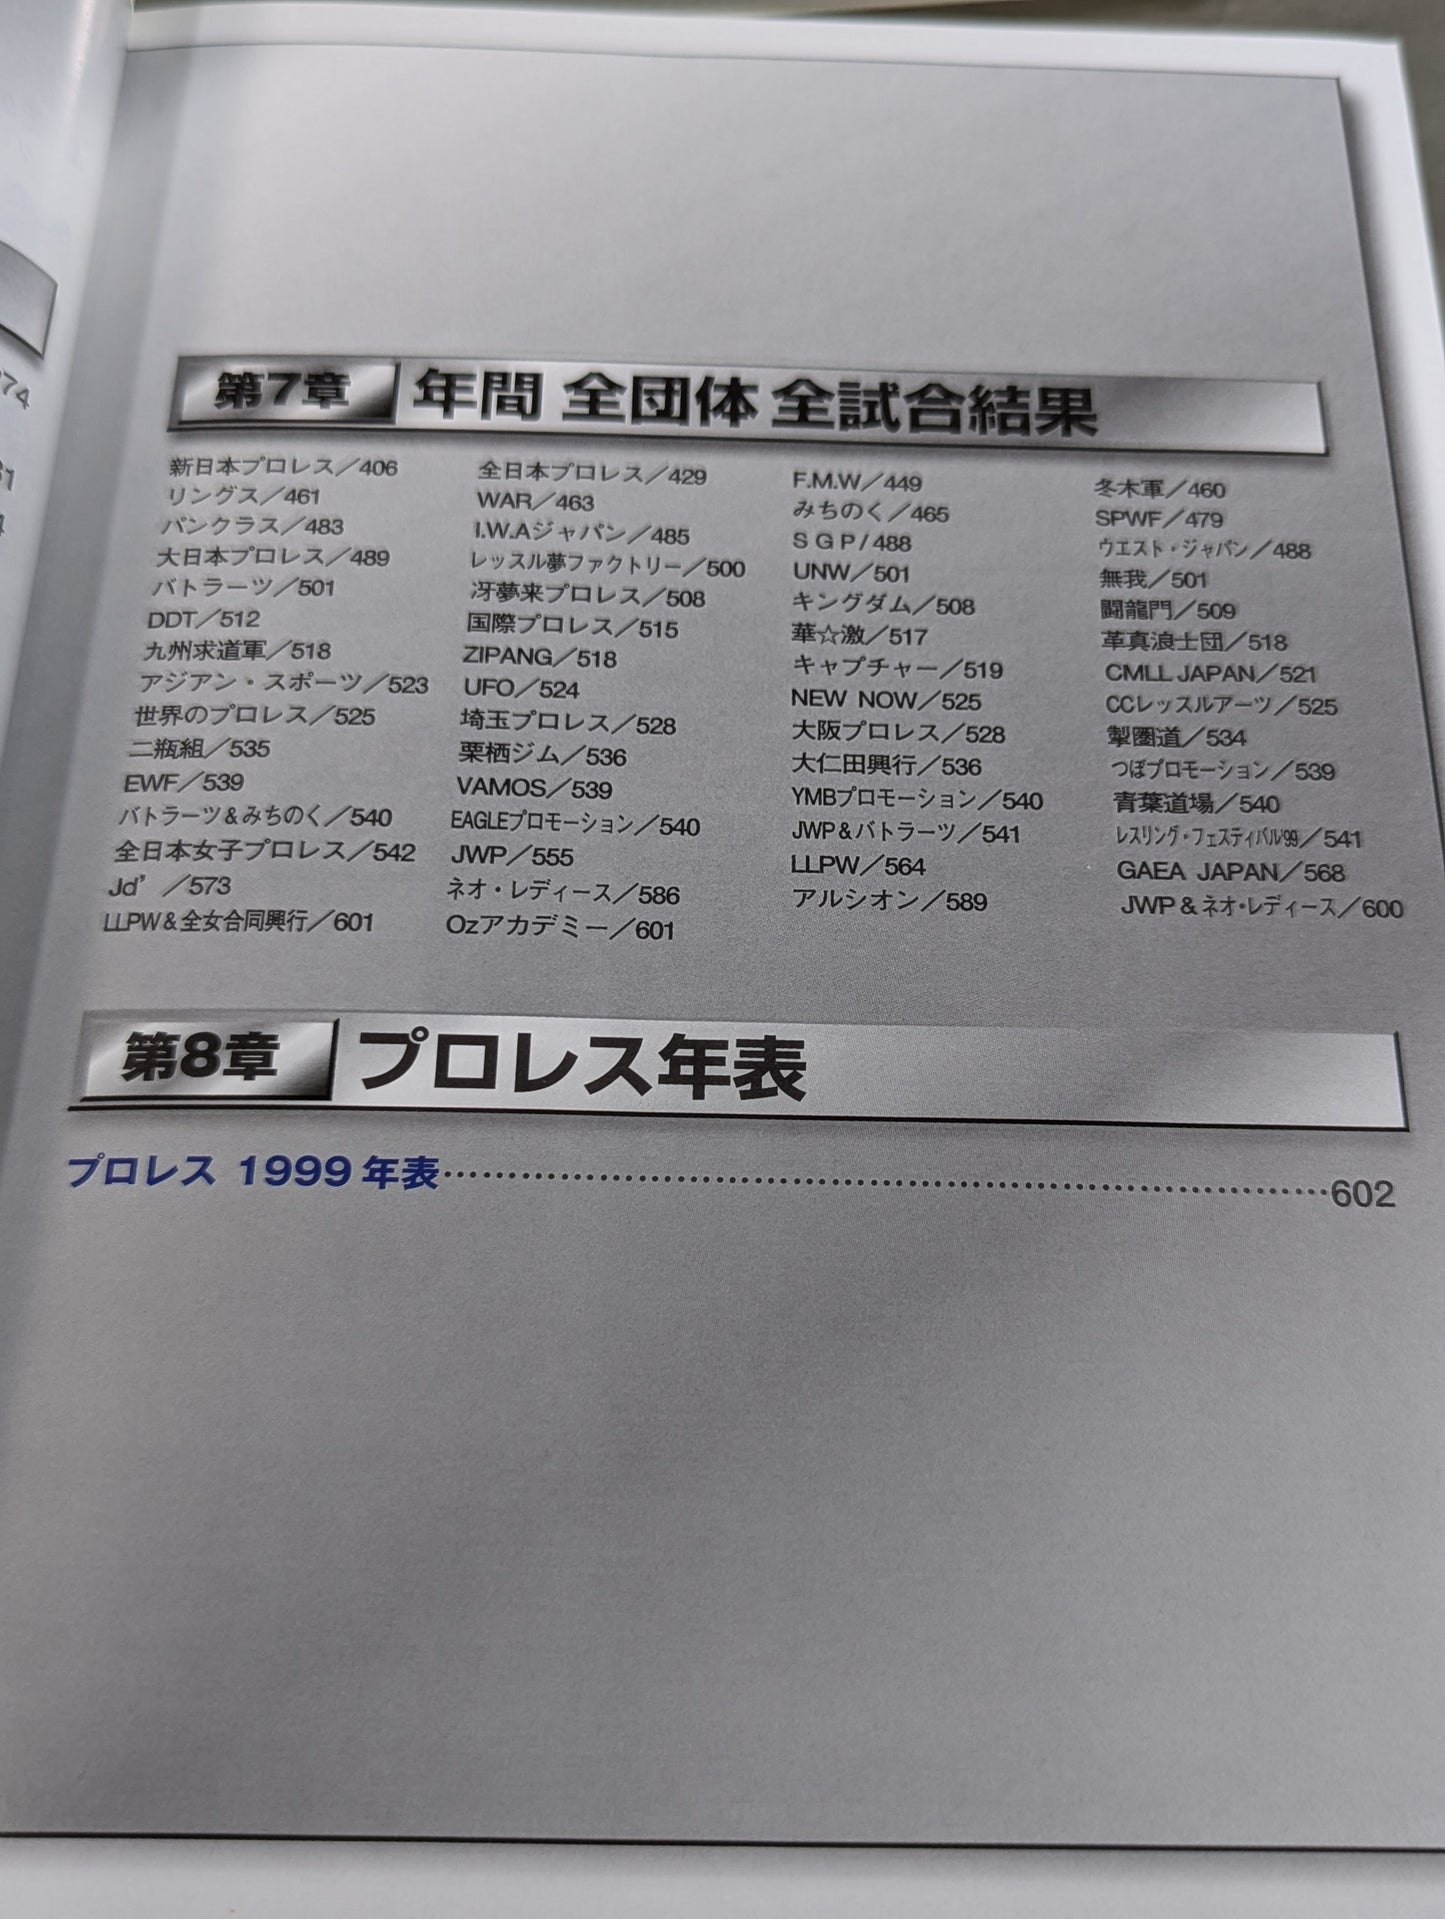 第7章 年間 全団体 全試合結果
新日本プロレス／406 全日本プロレス／429 F.M.W／449 冬木軍／460
リングス／461 WAR／463 みちのく／465 SPWF／479
パンクラス／483 I.W.Aジャパン／485 SGP/488 ウエスト・ジャパン／488
大日本プロレス／489 レッスル夢ファクトリー／500 UNW／501 無我／501
バトラーツ／501 冴夢来プロレス／508 キングダム／508 闘龍門／509
DDT／512 国際プロレス／515 華☆激／517 革真浪士団／518
九州求道軍／518 ZIPANG／518 キャプチャー／519 CMLL JAPAN／521
アジアン・スポーツ／523 UFO／524 NEW NOW／525 CCレッスルアーツ／525
世界のプロレス／525 埼玉プロレス／528 大阪プロレス／528 掣圏道／534
二瓶組／535 栗栖ジム／536 大仁田興行／536 つぼプロモーション／539
EWF／539 VAMOS／539 YMBプロモーション／540 青葉道場／540
バトラーツ＆みちのく／540 EAGLEプロモーション／540 JWP＆バトラーツ／541 レスリング・フェスティバル'99／541
全日本女子プロレス／542 JWP／555 LLPW／564 GAEA JAPAN／568
Jd’／573 ネオ・レディース／586 アルシオン／589 JWP＆ネオ・レディース／600
LLPW＆全女合同興行／601 Ozアカデミー／601
第8章 プロレス年表
プロレス 1999 年表……………………602